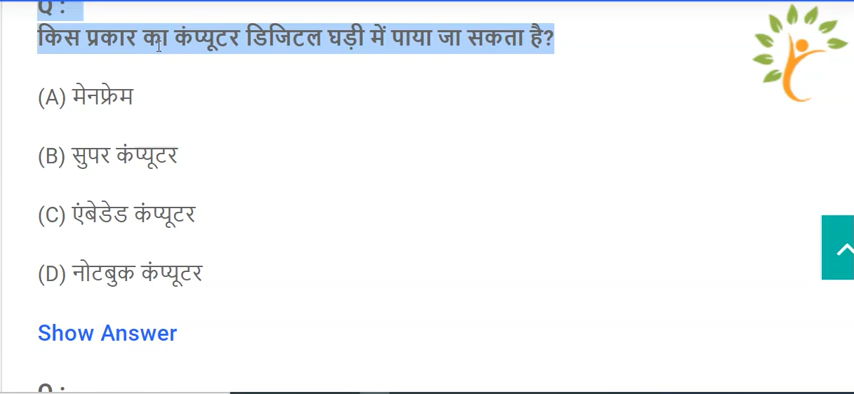 Q :
किस प्रकार का कंप्यूटर डिजिटल घड़ी में पाया जा सकता है?
(A) मेनफ्रेम
(B) सुपर कंप्यूटर
(C) एंबेडेड कंप्यूटर
(D) नोटबुक कंप्यूटर
Show Answer
Q :